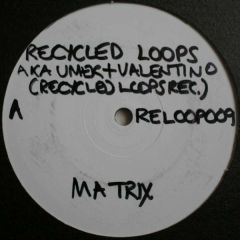 RECYCLED LOOPS
AKA UMEK + VALENTINO
(RECYCLED LOOPS REC.)
A
RELOOP009
MATRIX